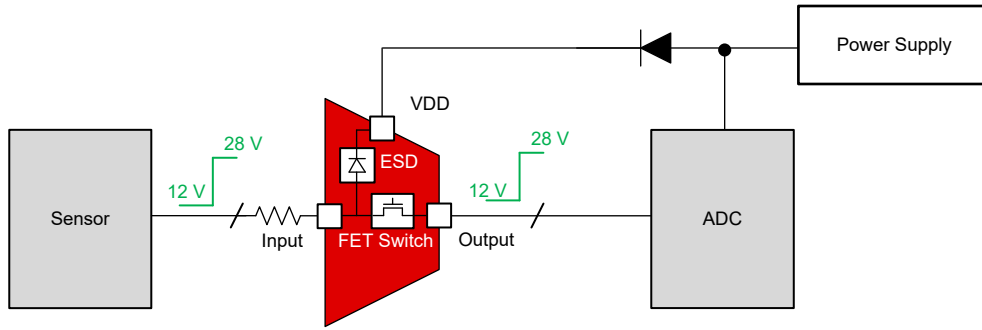 Power Supply
VDD
28 V
12 V
ESD
28 V
12 V
Sensor
ADC
Input
FET Switch
Output